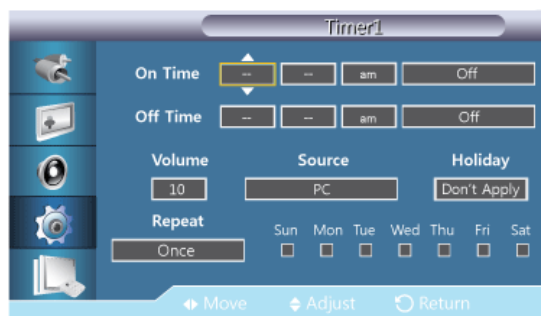 Timer1
On Time -- -- am Off
Off Time -- -- am Off
Volume Source Holiday
10 PC Don't Apply
Repeat Sun Mon Tue Wed Thu Fri Sat
Once
Move Adjust Return